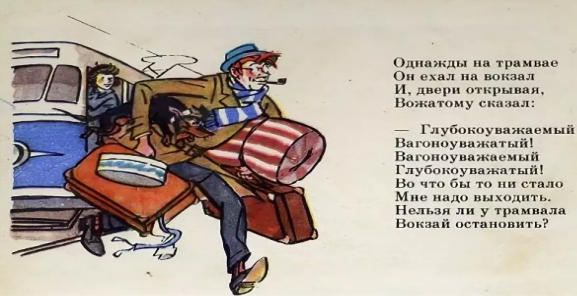 Однажды на трамвае
Он ехал на вокзал
И, двери открывая,
Вожатому сказал:
— Глубокоуважаемый
Вагоноуважатый!
Вагоноуважаемый
Глубокоуважатый!
Во что бы то ни стало
Мне надо выходить.
Нельзя ли у трамвала
Вокзай остановить?